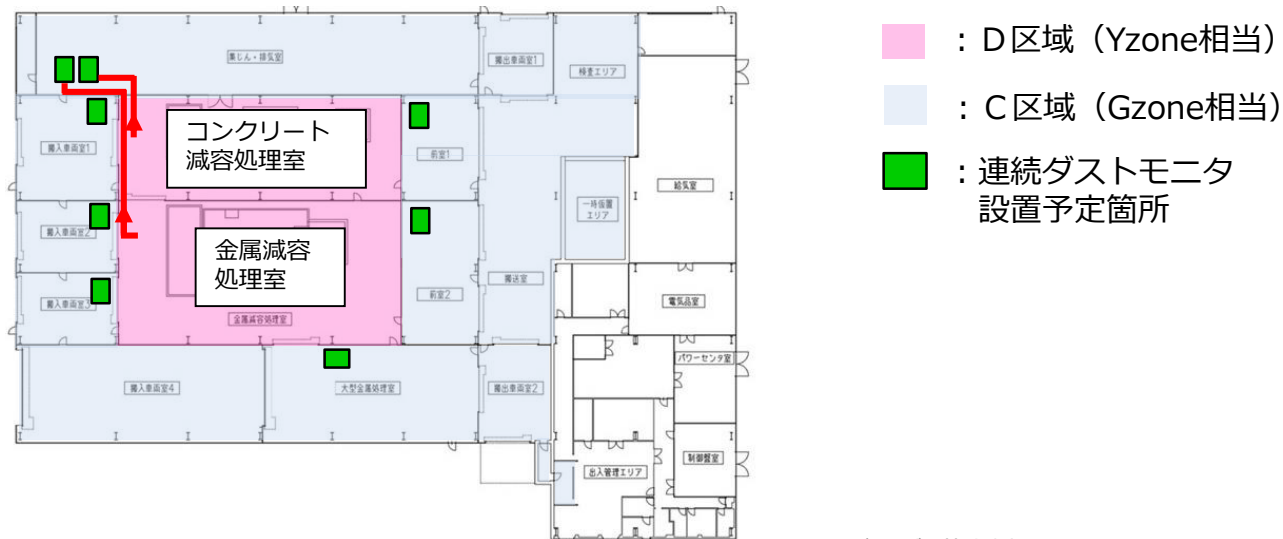 集じん・排気室
搬出車両室1
検査エリア
搬入車両室1
コンクリート
減容処理室
前室1
給気室
一時仮置
エリア
搬入車両室2
金属減容
処理室
前室2
搬送室
搬入車両室3
金属減容処理室
電気品室
パワーセンタ室
搬入車両室4
大型金属処理室
搬出車両室2
制御盤室
出入管理エリア
：Ｄ区域（Yzone相当）
：Ｃ区域（Gzone相当）
：連続ダストモニタ
設置予定箇所